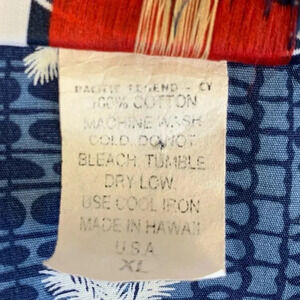 PACIFIC LEGEND - CY
100% COTTON
MACHINE WASH
COLD. DO NOT
BLEACH. TUMBLE
DRY LOW.
USE COOL IRON
MADE IN HAWAII
U.S.A
XL